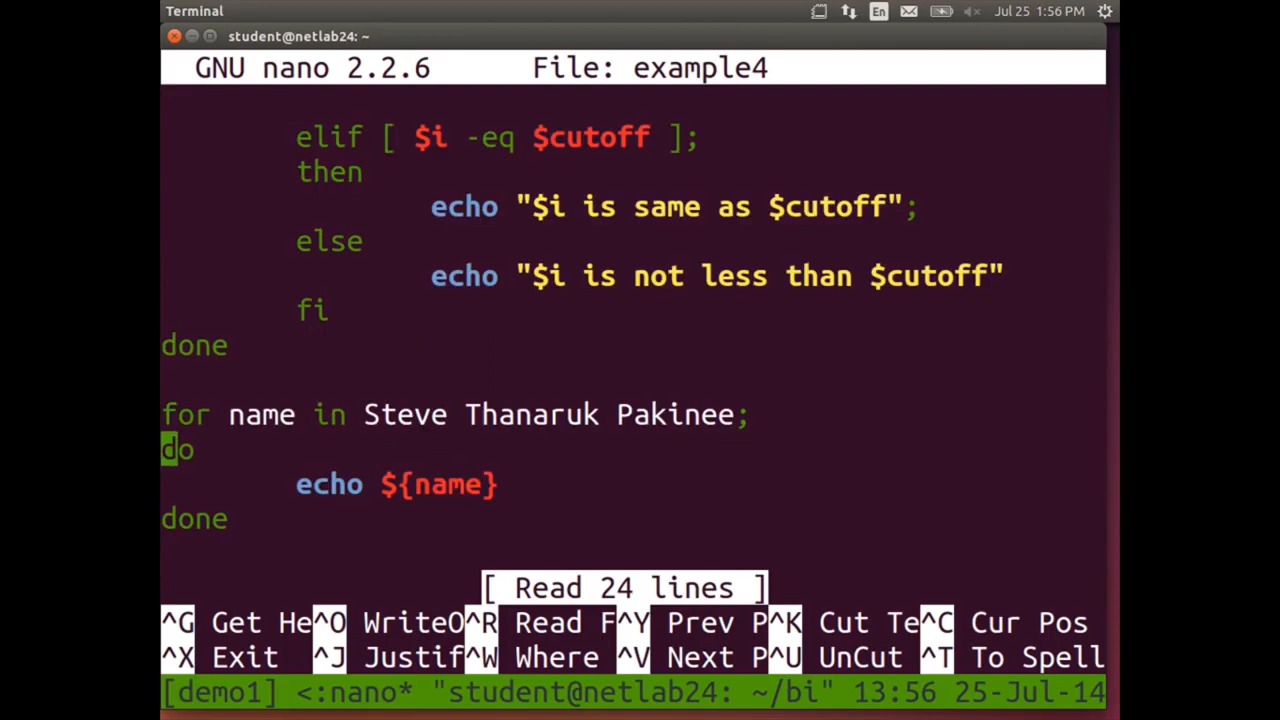 Terminal
En
Jul 25 1:56 PM
student@netlab24: ~
GNU nano 2.2.6 File: example4
elif [ $i -eq $cutoff ];
then
echo "$i is same as $cutoff";
else
echo "$i is not less than $cutoff"
fi
done
for name in Steve Thanaruk Pakinee;
do
echo ${name}
done
[ Read 24 lines ]
^G Get He^O WriteO^R Read F^Y Prev P^K Cut Te^C Cur Pos
^X Exit ^J Justif^W Where ^V Next P^U UnCut ^T To Spell
[demo1] <:nano* "student@netlab24: ~/bi" 13:56 25-Jul-14